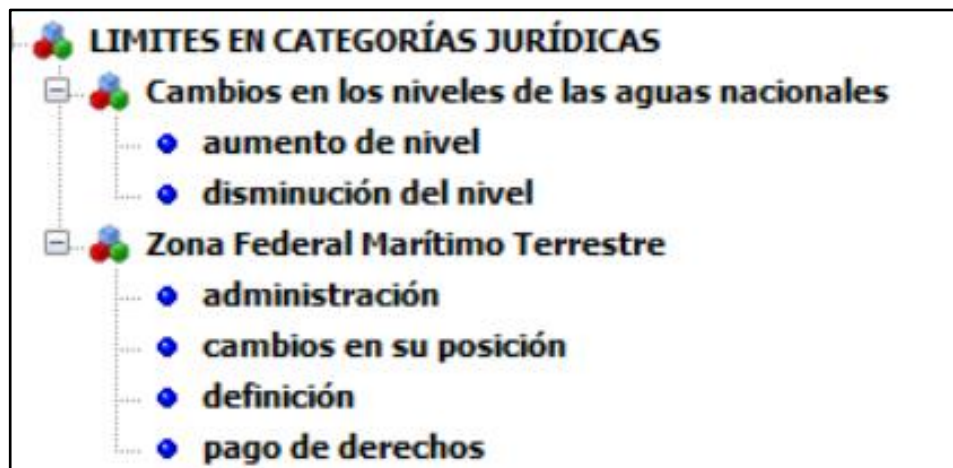 LIMITES EN CATEGORÍAS JURÍDICAS
Cambios en los niveles de las aguas nacionales
aumento de nivel
disminución del nivel
Zona Federal Marítimo Terrestre
administración
cambios en su posición
definición
pago de derechos